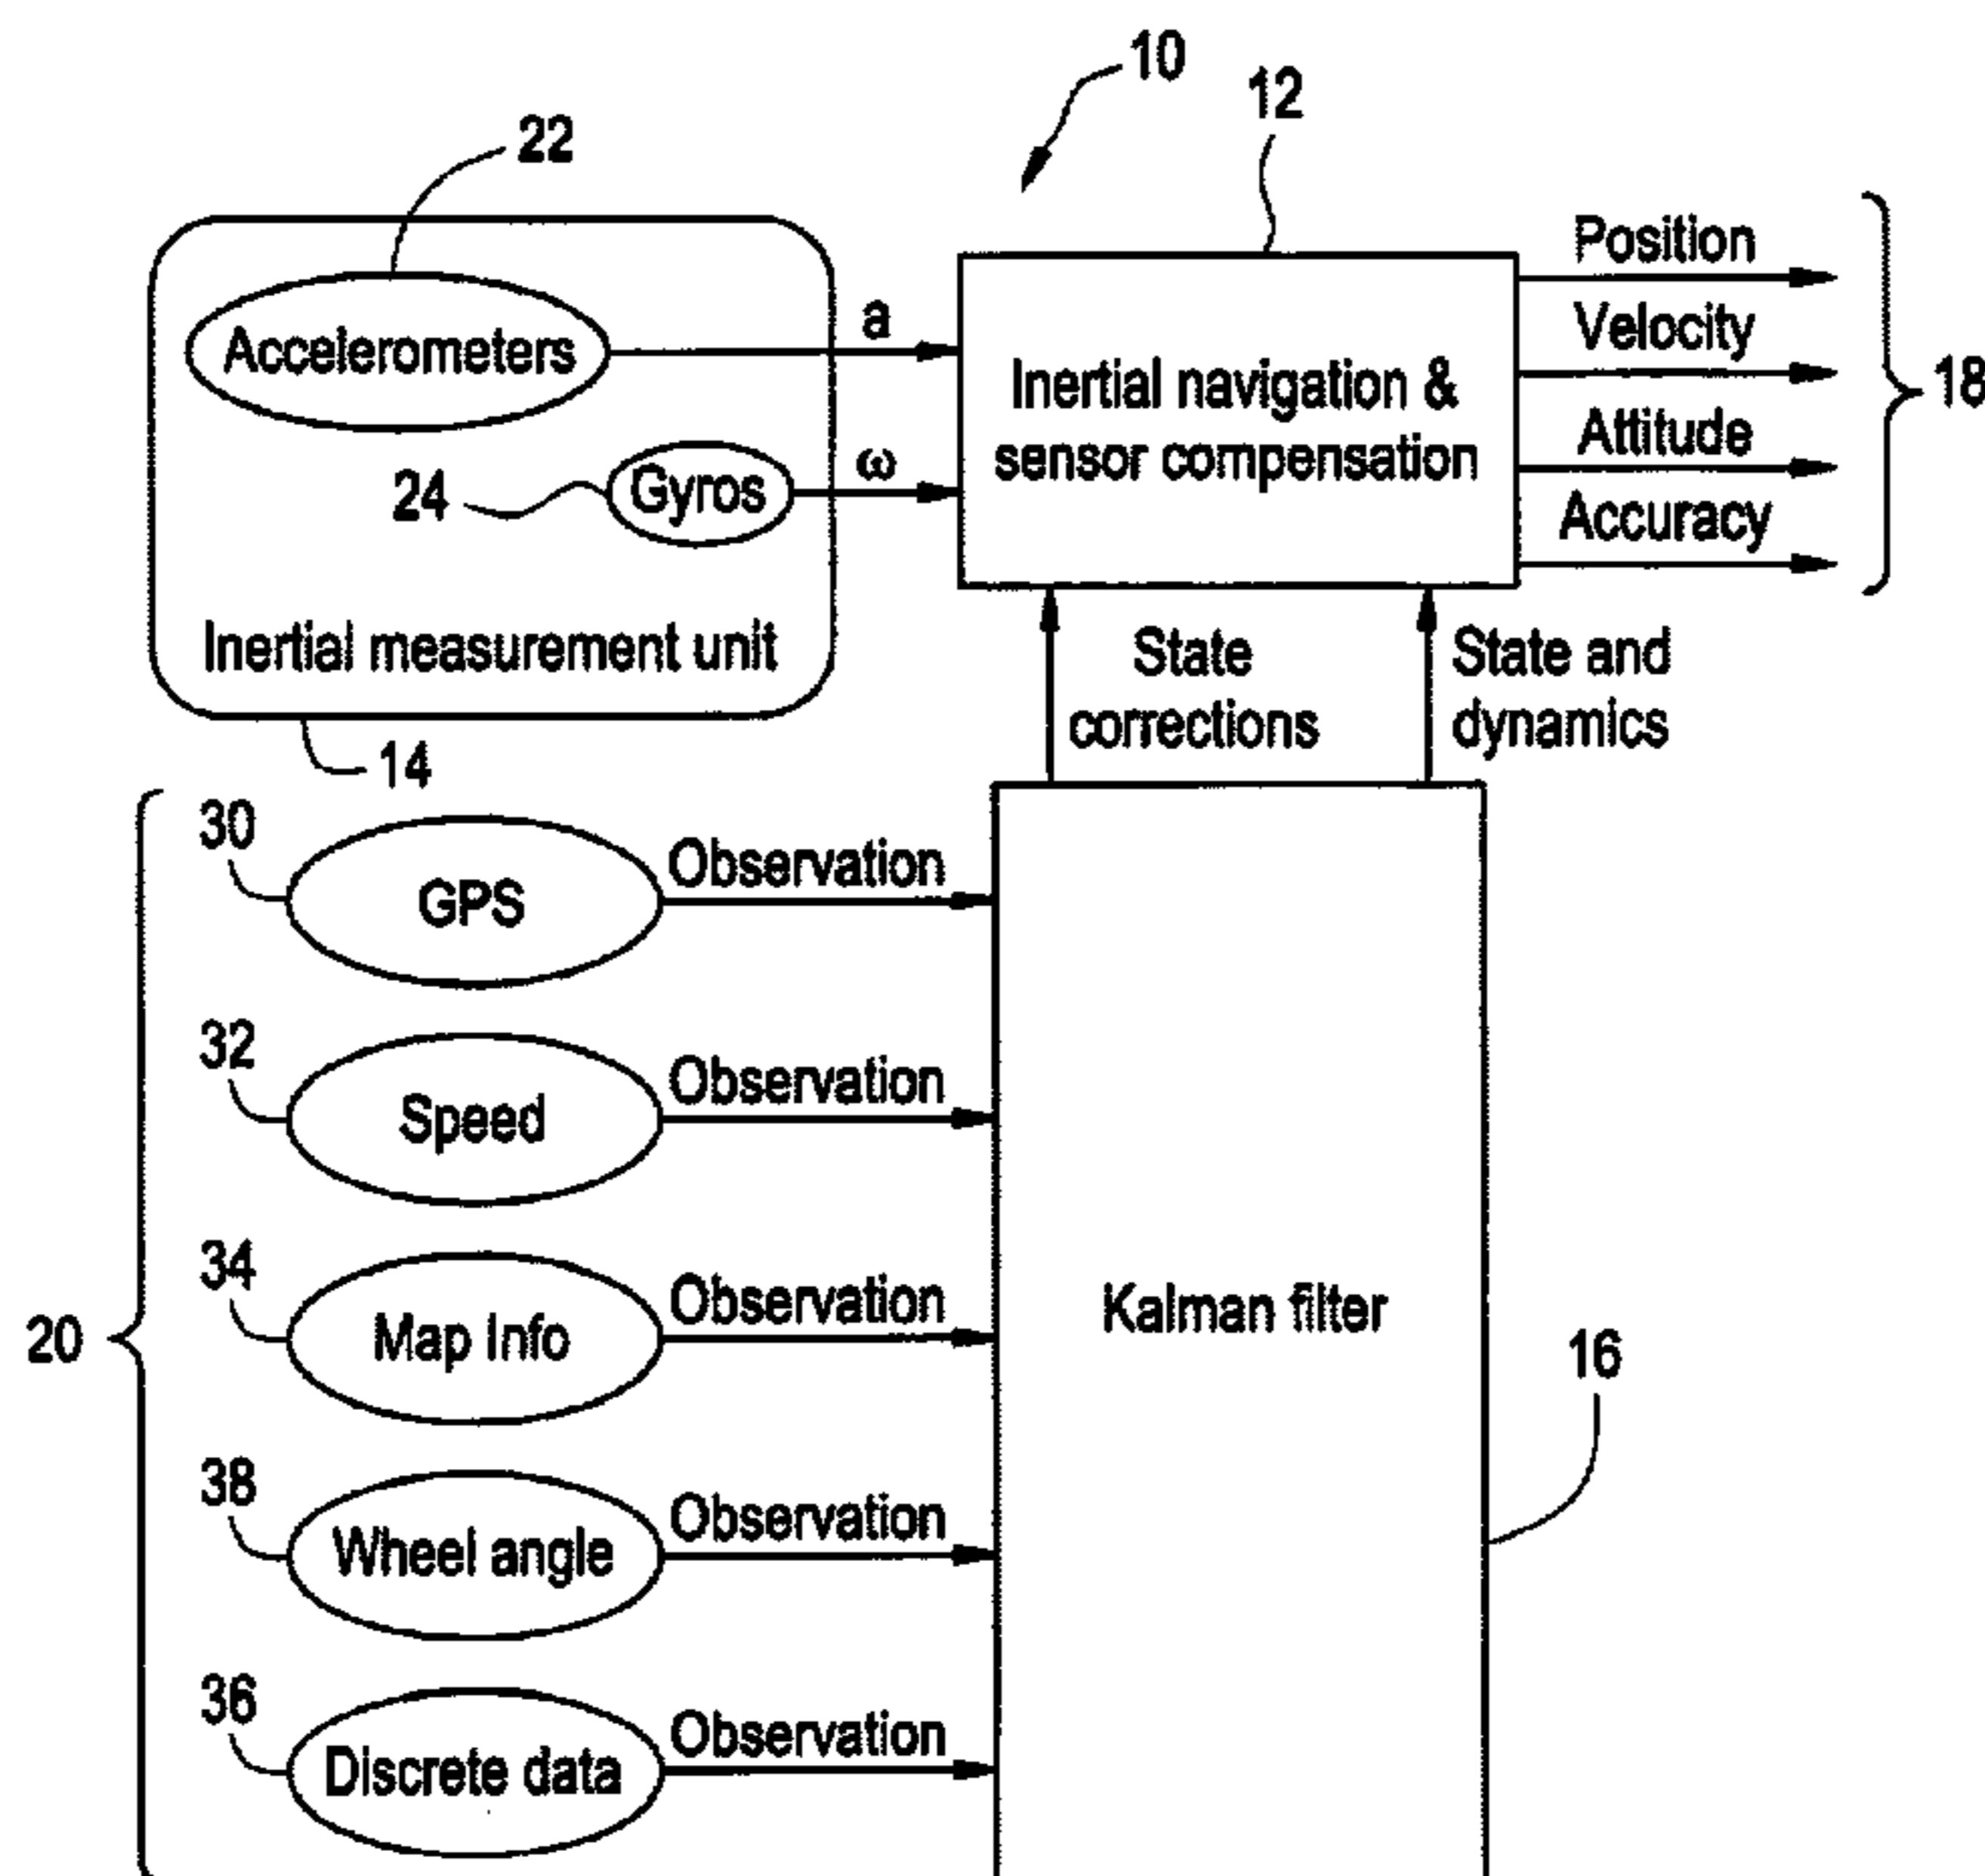 10
12
22
Position
Velocity
Attitude
Accuracy
18
Accelerometers
a
Inertial navigation &
sensor compensation
24
Gyros
ω
Inertial measurement unit
14
State
corrections
State and
dynamics
30
GPS
Observation
32
Speed
Observation
34
Map Info
Observation
20
Kalman filter
16
38
Wheel angle
Observation
36
Discrete data
Observation